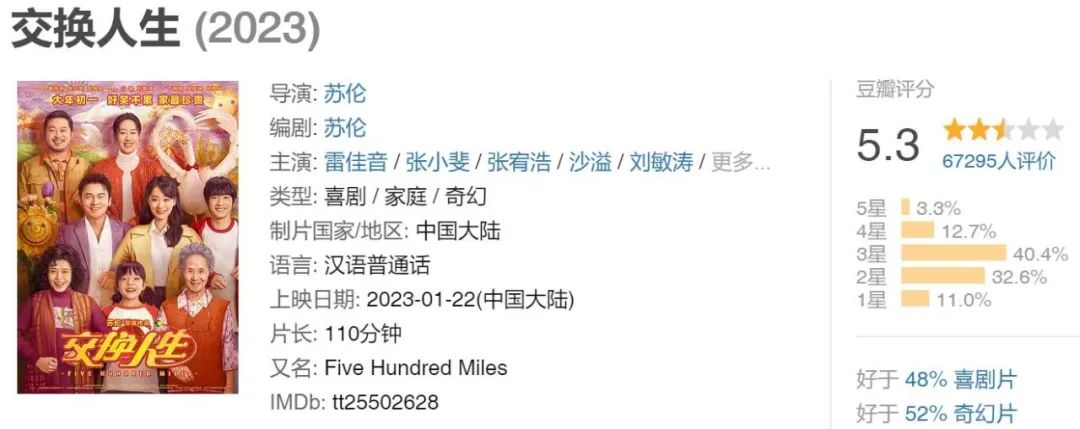 交换人生 (2023)
大年初一 好笑不累 家最珍贵
苏伦 导演作品
交换人生
FIVE HUNDRED MILES
导演: 苏伦
编剧: 苏伦
主演: 雷佳音 / 张小斐 / 张宥浩 / 沙溢 / 刘敏涛 / 更多...
类型: 喜剧 / 家庭 / 奇幻
制片国家/地区: 中国大陆
语言: 汉语普通话
上映日期: 2023-01-22(中国大陆)
片长: 110分钟
又名: Five Hundred Miles
IMDb: tt25502628
豆瓣评分
5.3
67295人评价
5星 3.3%
4星 12.7%
3星 40.4%
2星 32.6%
1星 11.0%
好于 48% 喜剧片
好于 52% 奇幻片